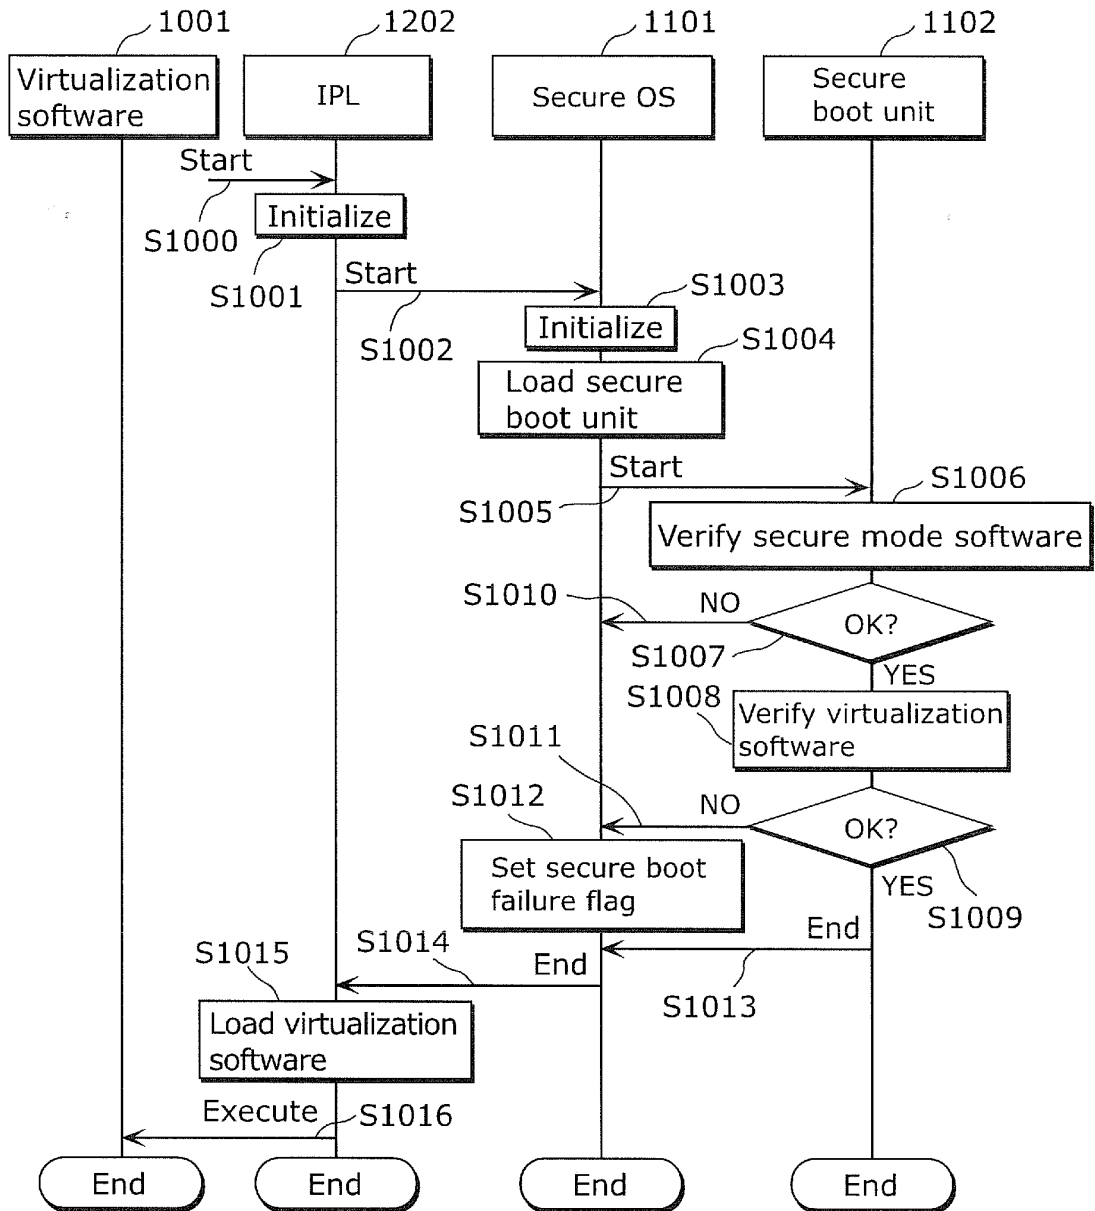 1001
1202
1101
1102
Virtualization
software
IPL
Secure OS
Secure
boot unit
Start
S1000
Initialize
S1001
Start
S1002
S1003
Initialize
S1004
Load secure
boot unit
Start
S1005
S1006
Verify secure mode software
S1010
NO
OK?
S1007
YES
S1008
Verify virtualization
software
S1011
S1012
NO
OK?
Set secure boot
failure flag
YES
S1009
End
S1014
S1015
End
S1013
Load virtualization
software
Execute
S1016
End
End
End
End